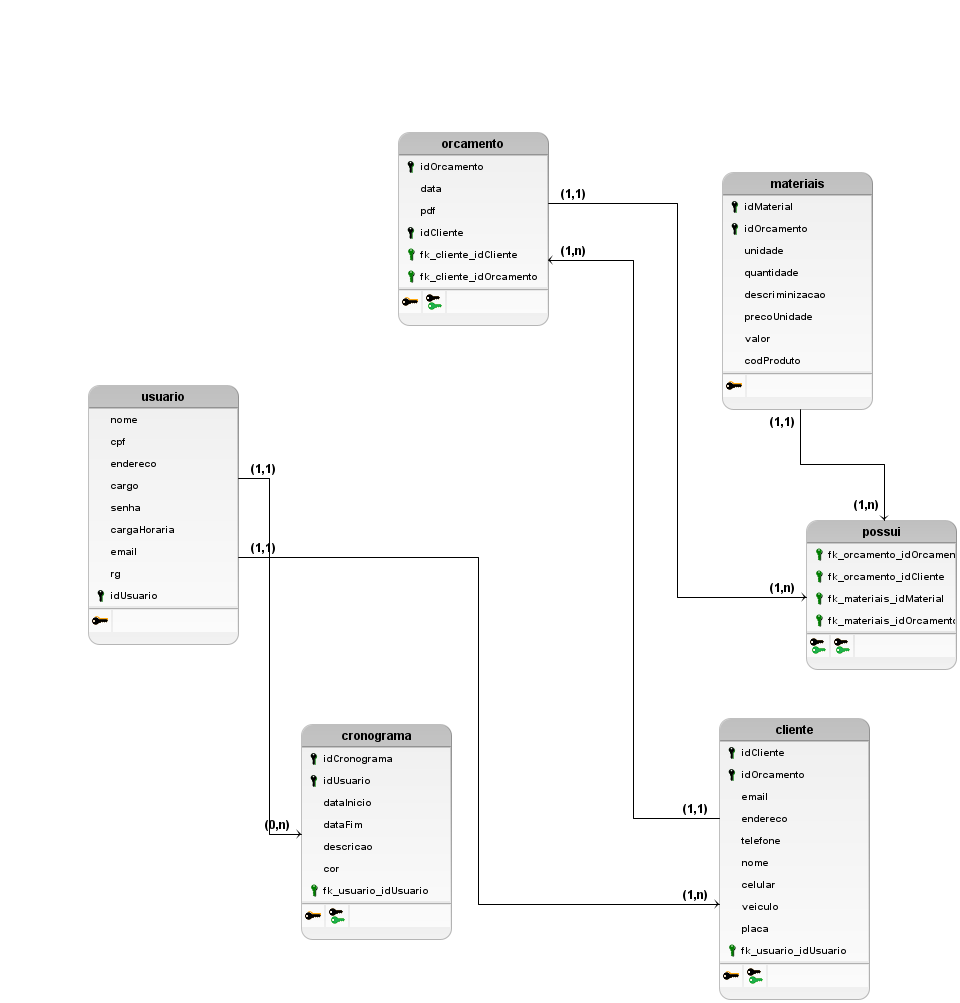 orcamento
idOrcamento
data
pdf
idCliente
fk_cliente_idCliente
fk_cliente_idOrcamento
(1,1)
(1,n)
materiais
idMaterial
idOrcamento
unidade
quantidade
descriminizacao
precoUnidade
valor
codProduto
(1,1)
(1,n)
usuario
nome
cpf
endereco
cargo
senha
cargaHoraria
email
rg
idUsuario
(1,1)
(1,1)
possui
fk_orcamento_idOrcamen
fk_orcamento_idCliente
fk_materiais_idMaterial
fk_materiais_idOrcament
(1,n)
cronograma
idCronograma
idUsuario
dataInicio
dataFim
descricao
cor
fk_usuario_idUsuario
(0,n)
cliente
idCliente
idOrcamento
email
endereco
telefone
nome
celular
veiculo
placa
fk_usuario_idUsuario
(1,1)
(1,n)